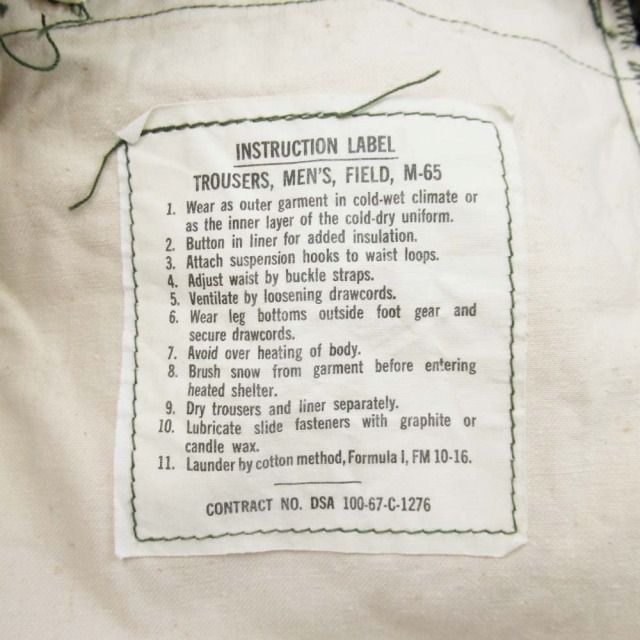 INSTRUCTION LABEL
TROUSERS, MEN'S, FIELD, M-65
1. Wear as outer garment in cold-wet climate or
as the inner layer of the cold-dry uniform.
2. Button in liner for added insulation.
3. Attach suspension hooks to waist loops.
4. Adjust waist by buckle straps.
5. Ventilate by loosening drawcords.
6. Wear leg bottoms outside foot gear and
secure drawcords.
7. Avoid over heating of body.
8. Brush snow from garment before entering
heated shelter.
9. Dry trousers and liner separately.
10. Lubricate slide fasteners with graphite or
candle wax.
11. Launder by cotton method, Formula I, FM 10-16.
CONTRACT NO. DSA 100-67-C-1276